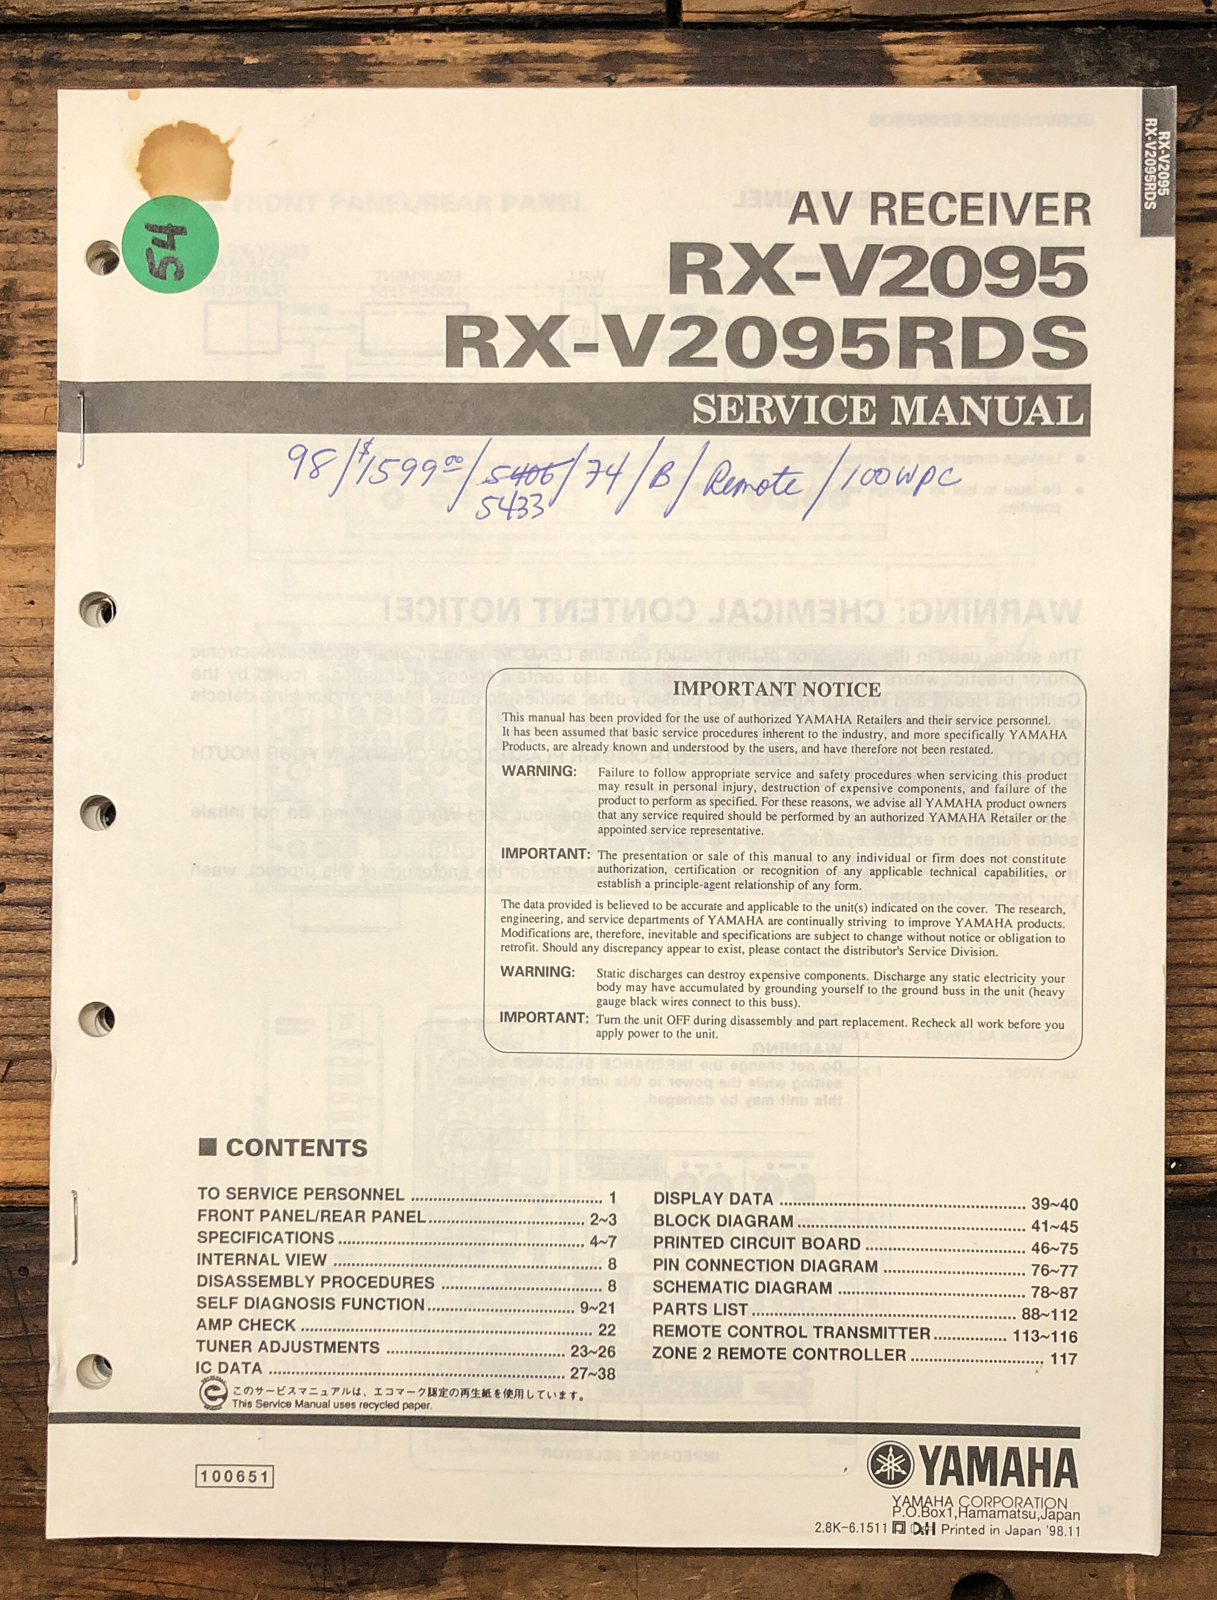 RX-V2095
RX-V2095RDS
54
AV RECEIVER
RX-V2095
RX-V2095RDS
SERVICE MANUAL
98/$1599.00/5406/74/B/Remote/100WPC
5433
IMPORTANT NOTICE
This manual has been provided for the use of authorized YAMAHA Retailers and their service personnel.
It has been assumed that basic service procedures inherent to the industry, and more specifically YAMAHA
Products, are already known and understood by the users, and have therefore not been restated.
WARNING: Failure to follow appropriate service and safety procedures when servicing this product
may result in personal injury, destruction of expensive components, and failure of the
product to perform as specified. For these reasons, we advise all YAMAHA product owners
that any service required should be performed by an authorized YAMAHA Retailer or the
appointed service representative.
IMPORTANT: The presentation or sale of this manual to any individual or firm does not constitute
authorization, certification or recognition of any applicable technical capabilities, or
establish a principle-agent relationship of any form.
The data provided is believed to be accurate and applicable to the unit(s) indicated on the cover. The research,
engineering, and service departments of YAMAHA are continually striving to improve YAMAHA products.
Modifications are, therefore, inevitable and specifications are subject to change without notice or obligation to
retrofit. Should any discrepancy appear to exist, please contact the distributor's Service Division.
WARNING: Static discharges can destroy expensive components. Discharge any static electricity your
body may have accumulated by grounding yourself to the ground buss in the unit (heavy
gauge black wires connect to this buss).
IMPORTANT: Turn the unit OFF during disassembly and part replacement. Recheck all work before you
apply power to the unit.
■ CONTENTS
TO SERVICE PERSONNEL ........ 1
FRONT PANEL/REAR PANEL ........ 2~3
SPECIFICATIONS ........ 4~7
INTERNAL VIEW ........ 8
DISASSEMBLY PROCEDURES ........ 8
SELF DIAGNOSIS FUNCTION ........ 9~21
AMP CHECK ........ 22
TUNER ADJUSTMENTS ........ 23~26
IC DATA ........ 27~38
DISPLAY DATA ........ 39~40
BLOCK DIAGRAM ........ 41~45
PRINTED CIRCUIT BOARD ........ 46~75
PIN CONNECTION DIAGRAM ........ 76~77
SCHEMATIC DIAGRAM ........ 78~87
PARTS LIST ........ 88~112
REMOTE CONTROL TRANSMITTER ........ 113~116
ZONE 2 REMOTE CONTROLLER ........ 117
このサービスマニュアルは、エコマーク認定の再生紙を使用しています。
This Service Manual uses recycled paper.
100651
YAMAHA
YAMAHA CORPORATION
P.O.Box1,Hamamatsu,Japan
2.8K-6.1511 Printed in Japan '98.11